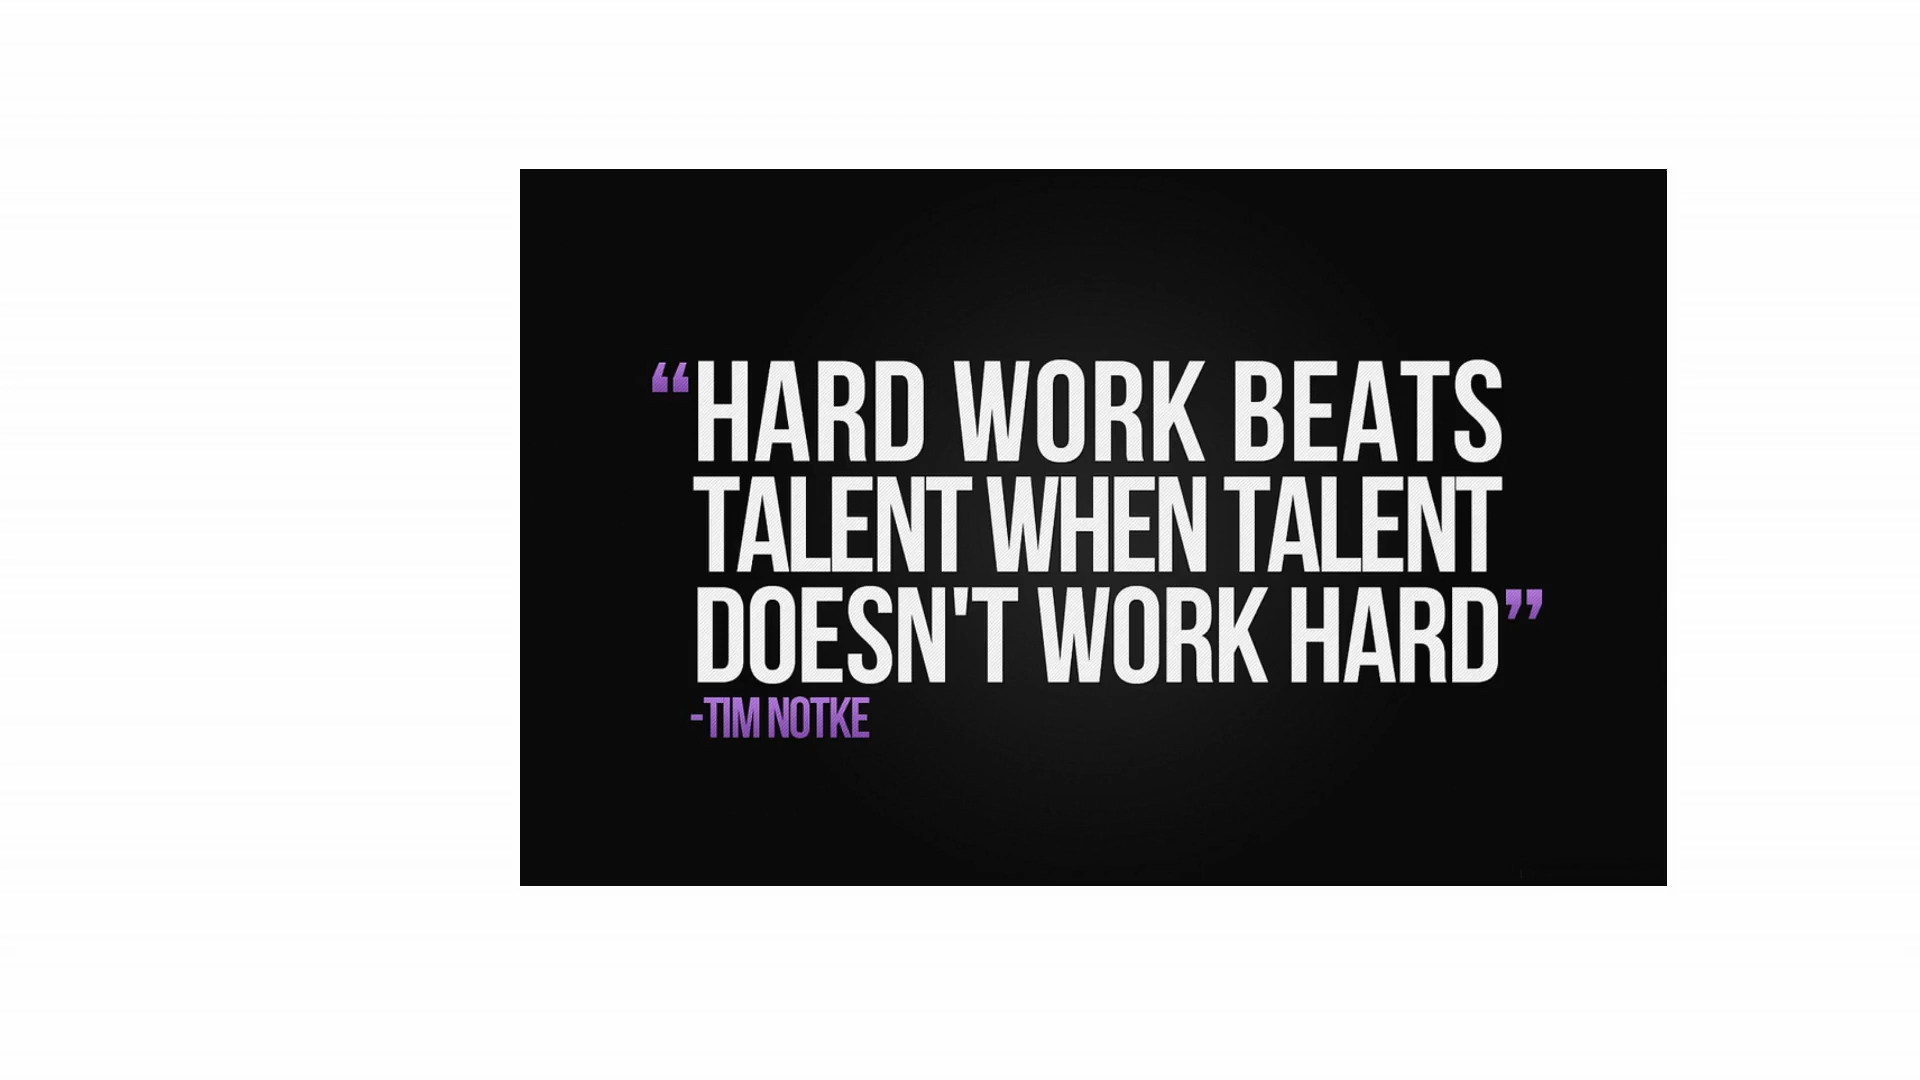 “HARD WORK BEATS
TALENT WHEN TALENT
DOESN'T WORK HARD”
-TIM NOTKE